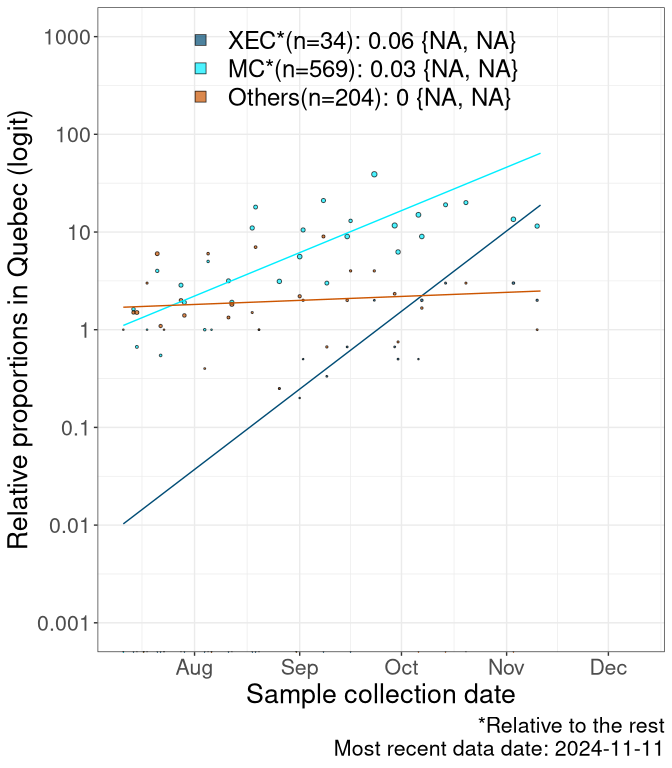 XEC*(n=34): 0.06 {NA, NA}
MC*(n=569): 0.03 {NA, NA}
Others(n=204): 0 {NA, NA}
Relative proportions in Quebec (logit)
1000
100
10
1
0.1
0.01
0.001
Aug Sep Oct Nov Dec
Sample collection date
*Relative to the rest
Most recent data date: 2024-11-11